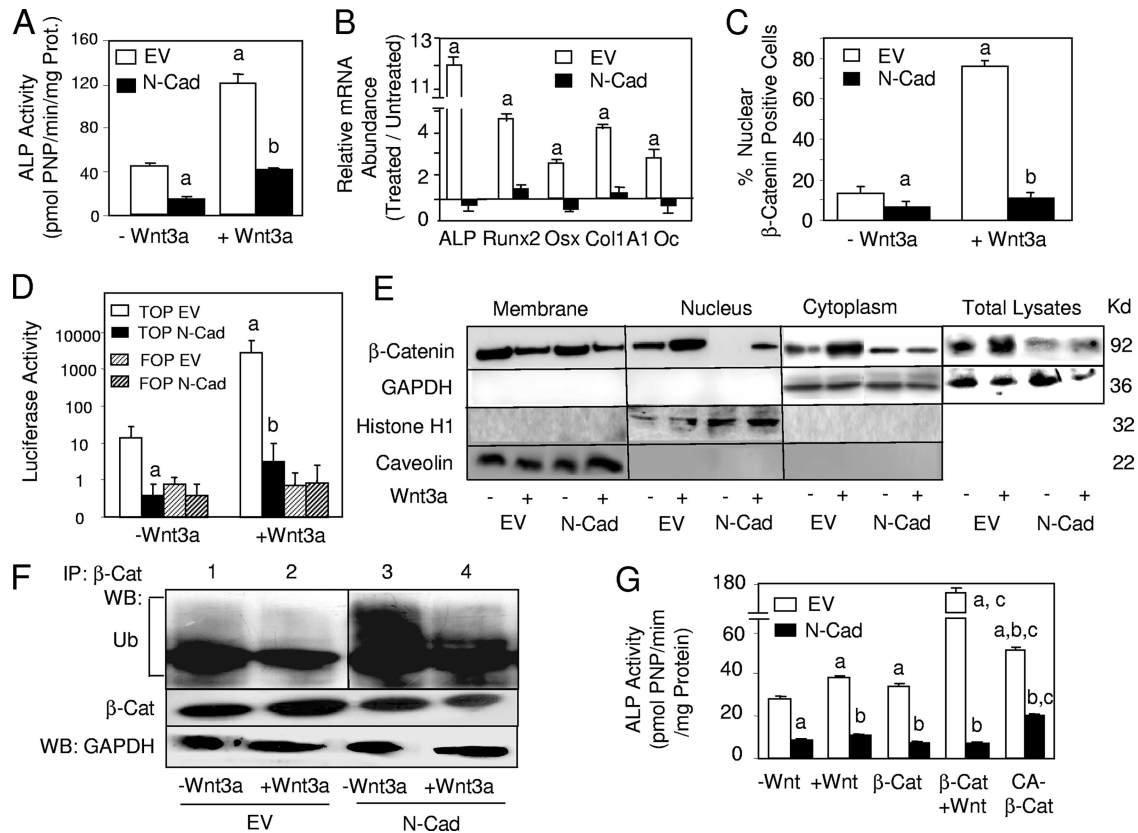 A
ALP Activity
(pmol PNP/min/mg Prot.)
160
120
80
40
0
EV
N-Cad
a
a
b
- Wnt3a
+ Wnt3a
B
Relative mRNA
Abundance
(Treated / Untreated)
13
12
6
4
2
0
EV
N-Cad
a
a
a
a
a
ALP Runx2 Osx Col1A1 Oc
C
% Nuclear
β-Catenin Positive Cells
80
60
40
20
0
EV
N-Cad
a
a
b
- Wnt3a
+ Wnt3a
D
Luciferase Activity
10000
1000
100
10
1
0
TOP EV
TOP N-Cad
FOP EV
FOP N-Cad
a
a
b
-Wnt3a
+Wnt3a
E
Membrane Nucleus Cytoplasm Total Lysates Kd
β-Catenin 92
GAPDH 36
Histone H1 32
Caveolin 22
Wnt3a - + - + - + - + - + - + - + - +
EV N-Cad EV N-Cad EV N-Cad EV N-Cad
F
IP: β-Cat 1 2 3 4
WB:
Ub
β-Cat
WB: GAPDH
-Wnt3a +Wnt3a -Wnt3a +Wnt3a
EV N-Cad
G
ALP Activity
(pmol PNP/mim
/mg Protein)
180
60
40
20
0
EV
N-Cad
a, c
a,b,c
a
a
b,c
a
b
b
b
-Wnt +Wnt β-Cat β-Cat
+Wnt
CA-
β-Cat